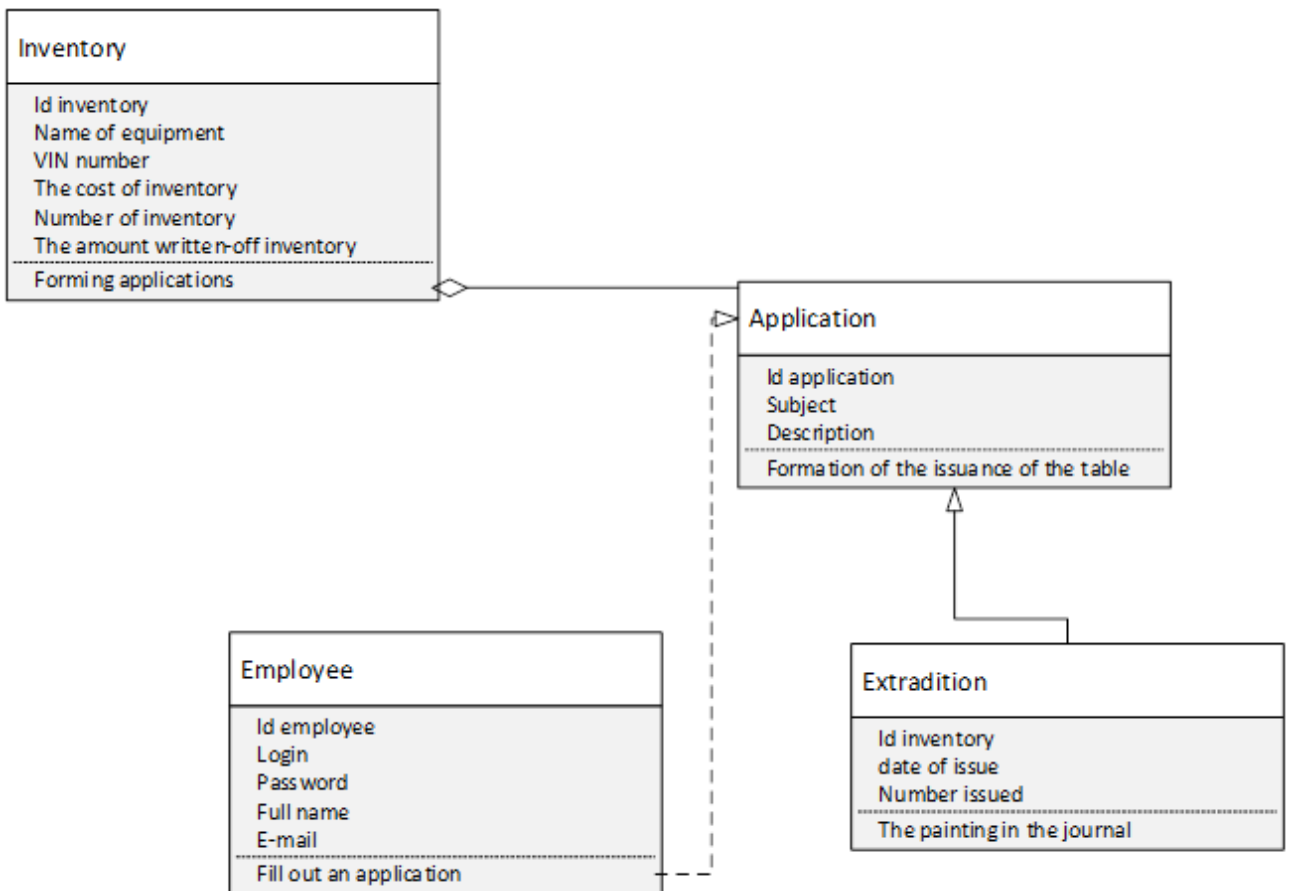 Inventory
Id inventory
Name of equipment
VIN number
The cost of inventory
Number of inventory
The amount written-off inventory
Forming applications
Application
Id application
Subject
Description
Formation of the issuance of the table
Employee
Id employee
Login
Password
Full name
E-mail
Fill out an application
Extradition
Id inventory
date of issue
Number issued
The painting in the journal